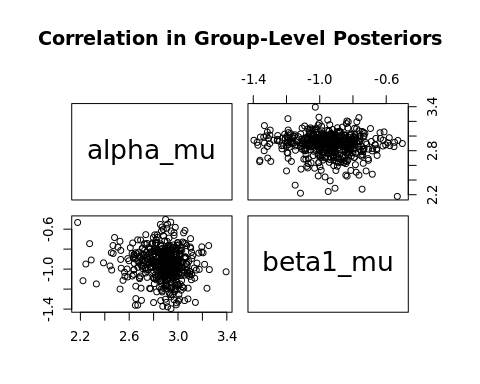 Correlation in Group-Level Posteriors
-1.4 -1.0 -0.6
alpha_mu
2.2 2.8 3.4
-1.4 -1.0 -0.6
beta1_mu
2.2 2.6 3.0 3.4